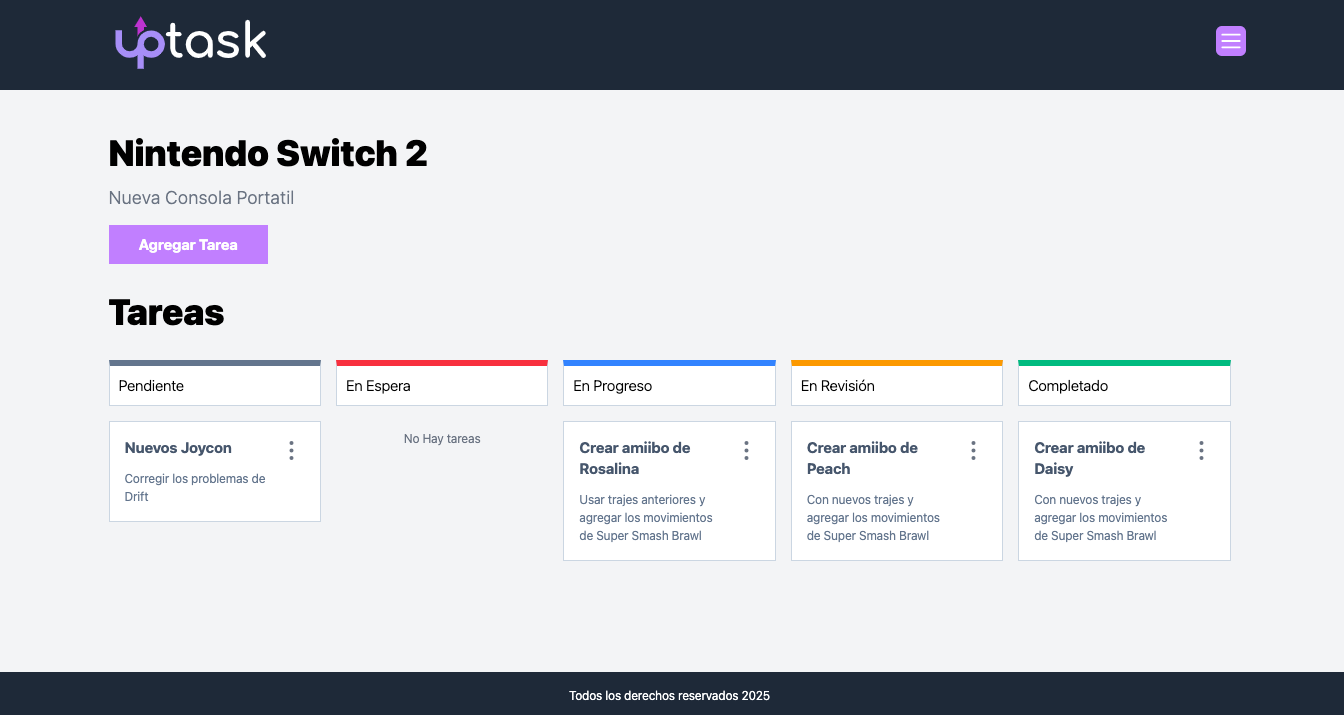 uptask
Nintendo Switch 2
Nueva Consola Portatil
Agregar Tarea
Tareas
Pendiente
En Espera
En Progreso
En Revisión
Completado
Nuevos Joycon
Corregir los problemas de
Drift
No Hay tareas
Crear amiibo de
Rosalina
Usar trajes anteriores y
agregar los movimientos
de Super Smash Brawl
Crear amiibo de
Peach
Con nuevos trajes y
agregar los movimientos
de Super Smash Brawl
Crear amiibo de
Daisy
Con nuevos trajes y
agregar los movimientos
de Super Smash Brawl
Todos los derechos reservados 2025